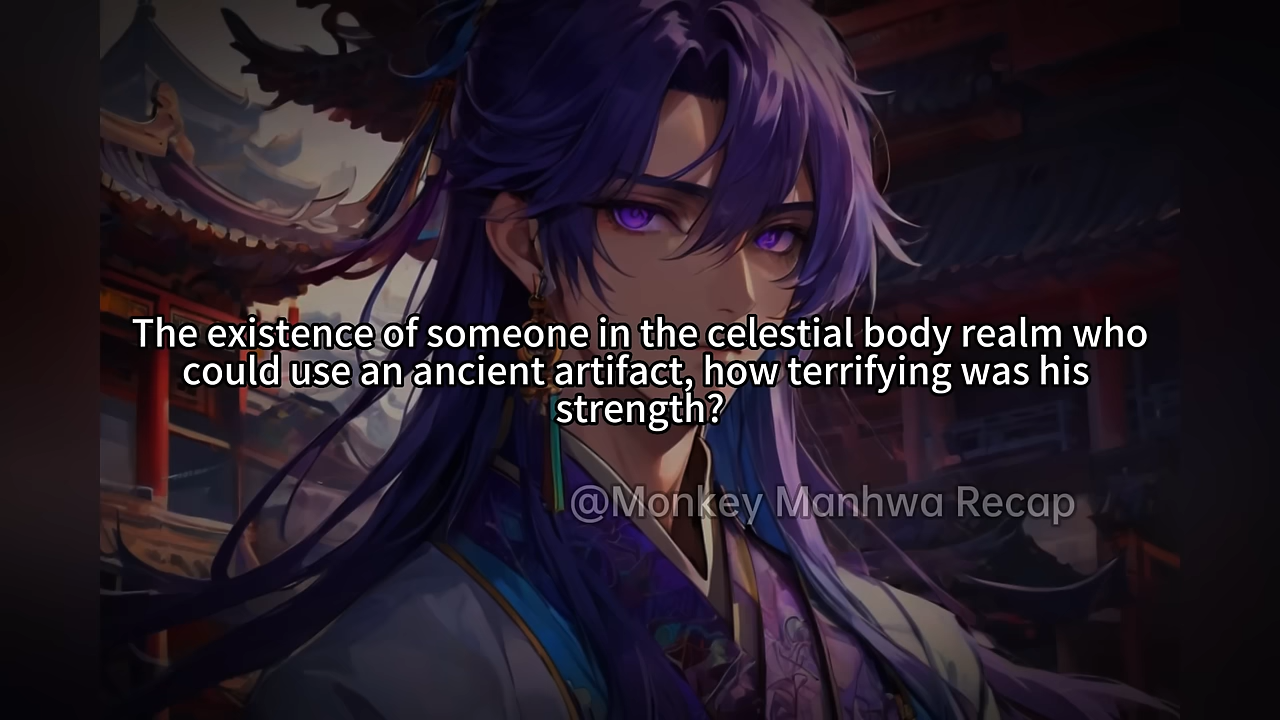 The existence of someone in the celestial body realm who
could use an ancient artifact, how terrifying was his
strength?
@Monkey Manhwa Recap